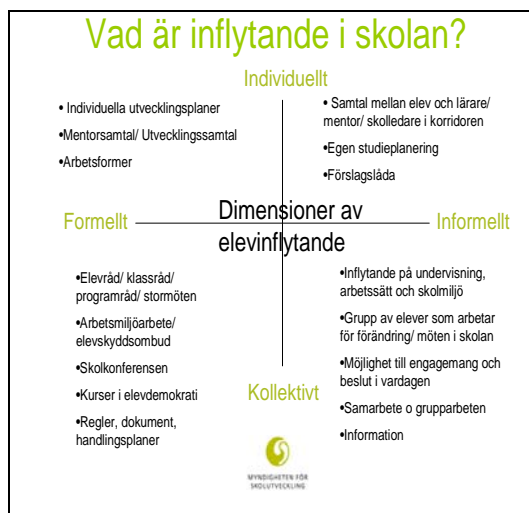 Vad är inflytande i skolan?
Individuellt
• Individuella utvecklingsplaner
•Mentorsamtal/ Utvecklingssamtal
•Arbetsformer
• Samtal mellan elev och lärare/
mentor/ skolledare i korridoren
•Egen studieplanering
•Förslagslåda
Formellt
Dimensioner av
elevinflytande
Informellt
•Elevråd/ klassråd/
programråd/ stormöten
•Arbetsmiljöarbete/
elevskyddsombud
•Skolkonferensen
•Kurser i elevdemokrati
•Regler, dokument,
handlingsplaner
•Inflytande på undervisning,
arbetssätt och skolmiljö
•Grupp av elever som arbetar
för förändring/ möten i skolan
•Möjlighet till engagemang och
beslut i vardagen
•Samarbete o grupparbeten
•Information
Kollektivt
MYNDIGHETEN FÖR
SKOLUTVECKLING